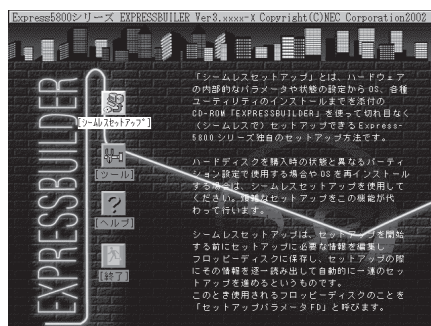 Express5800シリーズ EXPRESSBUILER Ver3.xxxx-X Copyright(C)NEC Corporation2002
EXPRESSBUILDER
[シームレスセットアップ]
[ツール]
[ヘルプ]
[終了]
「シームレスセットアップ」とは、ハードウェア
の内部的なパラメータや状態の設定から OS、各種
ユーティリティのインストールまでを添付の
CD-ROM「EXPRESSBUILDER」を使って切れ目なく
（シームレスで）セットアップできるExpress-
5800シリーズ独自のセットアップ方法です。
ハードディスクを購入時の状態と異なるパーティ
ション設定で使用する場合や OS を再インストール
する場合は、シームレスセットアップを使用して
ください。煩雑なセットアップをこの機能が代
わって行います。
シームレスセットアップは、セットアップを開始
する前にセットアップに必要な情報を編集し
フロッピーディスクに保存し、セットアップの際
にその情報を逐一読み出して自動的に一連のセッ
トアップを進めるというものです。
このとき使用されるフロッピーディスクのことを
「セットアップパラメータ FD」と呼びます。